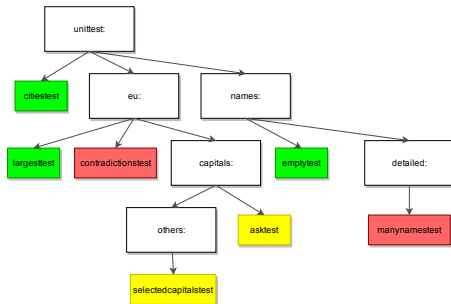 unittest:
citiestest
eu:
names:
largesttest
contradictionstest
capitals:
emptytest
detailed:
others:
asktest
manynamestest
selectedcapitalstest